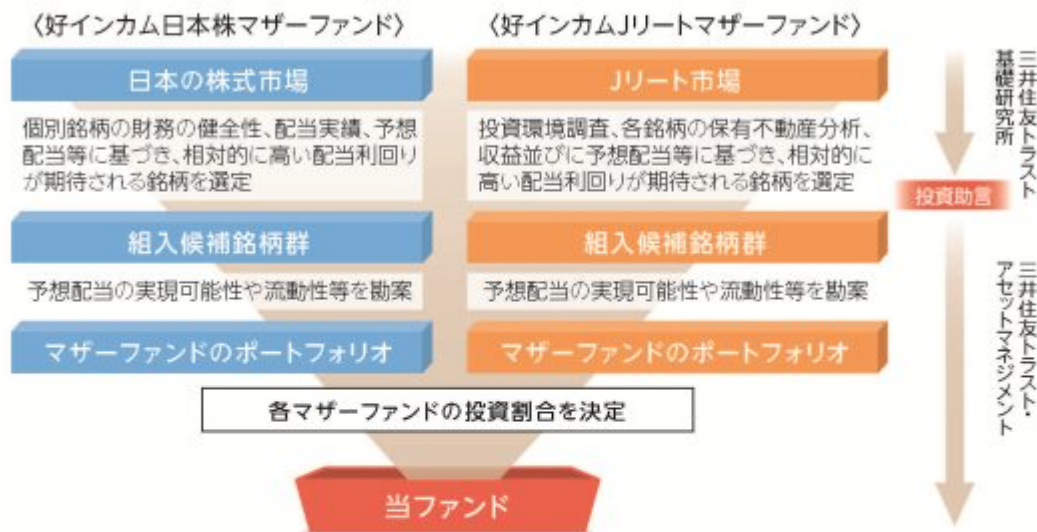 〈好インカム日本株マザーファンド〉
日本の株式市場
個別銘柄の財務の健全性、配当実績、予想
配当等に基づき、相対的に高い配当利回り
が期待される銘柄を選定
組入候補銘柄群
予想配当の実現可能性や流動性等を勘案
マザーファンドのポートフォリオ
〈好インカムJリートマザーファンド〉
Jリート市場
投資環境調査、各銘柄の保有不動産分析、
収益並びに予想配当等に基づき、相対的に
高い配当利回りが期待される銘柄を選定
組入候補銘柄群
予想配当の実現可能性や流動性等を勘案
マザーファンドのポートフォリオ
各マザーファンドの投資割合を決定
当ファンド
三井住友トラスト
基礎研究所
投資助言
三井住友トラスト・
アセットマネジメント